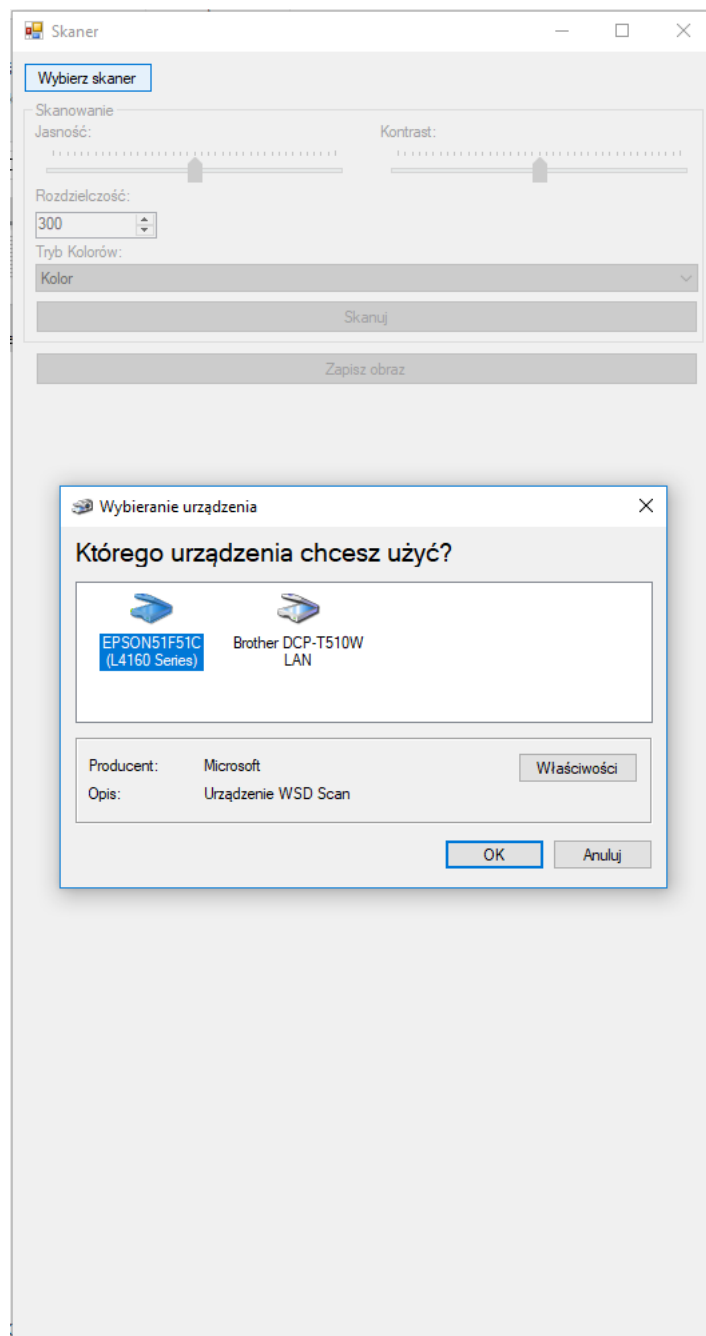 Skaner
Wybierz skaner
Skanowanie
Jasność:
Kontrast:
Rozdzielczość:
300
Tryb Kolorów:
Kolor
Skanuj
Zapisz obraz
Wybieranie urządzenia
Którego urządzenia chcesz użyć?
EPSON51F51C
(L4160 Series)
Brother DCP-T510W
LAN
Producent: Microsoft
Właściwości
Opis: Urządzenie WSD Scan
OK
Anuluj